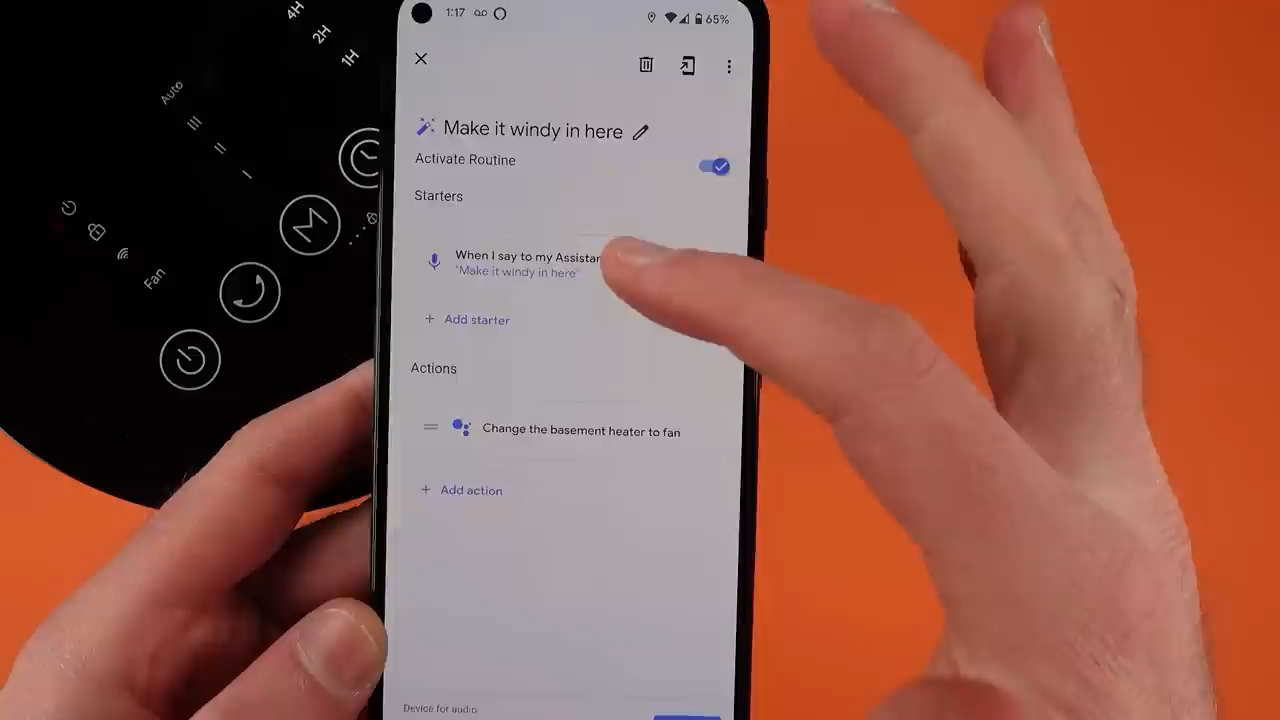 4H
2H
1H
Auto
III
II
I
Fan
M
1:17
65%
Make it windy in here
Activate Routine
Starters
When I say to my
"Make it windy in here"
+ Add starter
Actions
Change the basement heater to fan
+ Add action
Device for audio